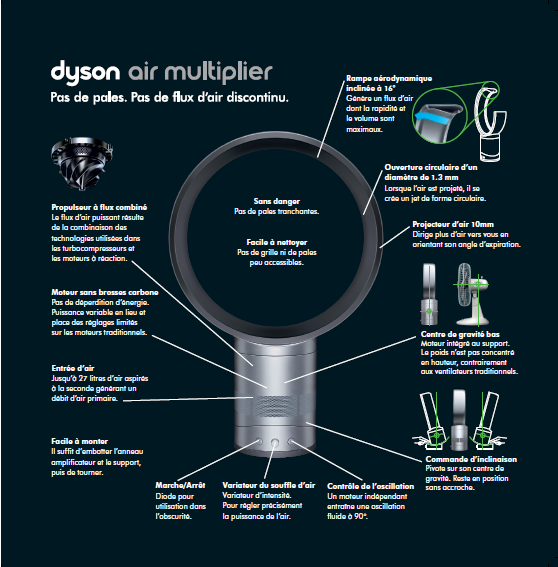 dyson air multiplier
Pas de pales. Pas de flux d'air discontinu.
Rampe aérodynamique
inclinée à 16°
Génère un flux d'air
dont la rapidité et
le volume sont
maximaux.
Ouverture circulaire d'un
diamètre de 1.3 mm
Lorsque l'air est projeté, il se
crée un jet de forme circulaire.
Sans danger
Pas de pales tranchantes.
Facile à nettoyer
Pas de grille ni de pales
peu accessibles.
Propulseur à flux combiné
Le flux d'air puissant résulte
de la combinaison des
technologies utilisées dans
les turbocompresseurs et
les moteurs à réaction.
Projecteur d'air 10mm
Dirige plus d'air vers vous en
orientant son angle d'expiration.
Moteur sans brosses carbone
Pas de déperdition d'énergie.
Puissance variable en lieu et
place des réglages limités
sur les moteurs traditionnels.
Centre de gravité bas
Moteur intégré au support.
Le poids n'est pas concentré
en hauteur, contrairement
aux ventilateurs traditionnels.
Entrée d'air
Jusqu'à 27 litres d'air aspirés
à la seconde générant un
débit d'air primaire.
Facile à monter
Il suffit d'emboîter l'anneau
amplificateur et le support,
puis de tourner.
Commande d'inclinaison
Pivote sur son centre de
gravité. Reste en position
sans accroche.
Marche/Arrêt
Diode pour
utilisation dans
l'obscurité.
Variateur du souffle d'air
Variateur d'intensité.
Pour régler précisément
la puissance de l'air.
Contrôle de l'oscillation
Un moteur indépendant
entraîne une oscillation
fluide à 90°.